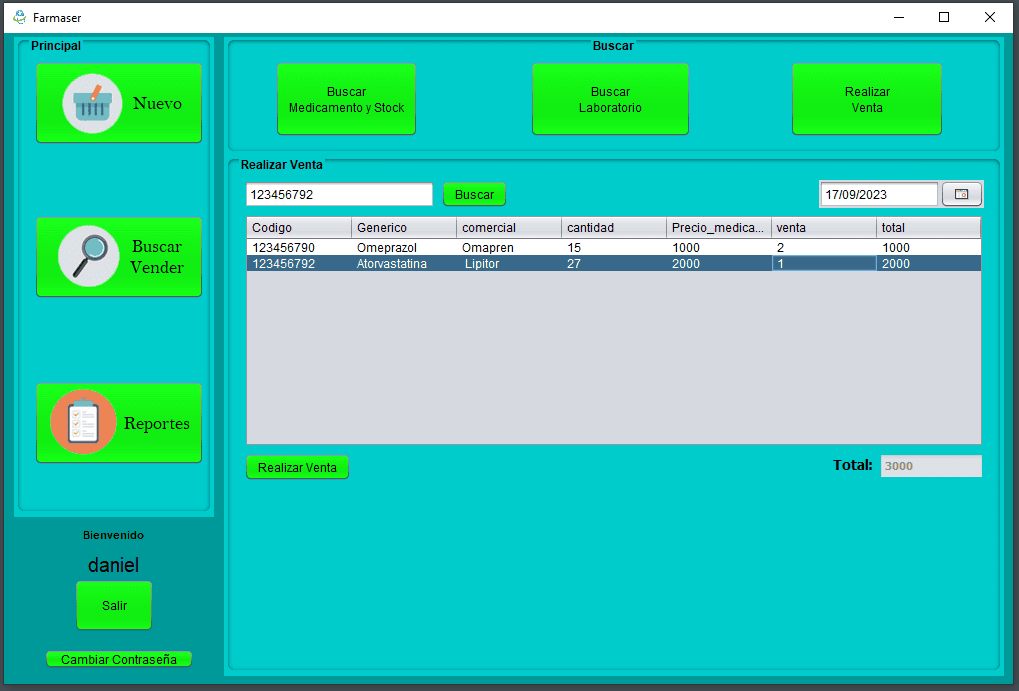 Farmaser
Principal
Nuevo
Buscar
Vender
Reportes
Bienvenido
daniel
Salir
Cambiar Contraseña
Buscar
Buscar
Medicamento y Stock
Buscar
Laboratorio
Realizar
Venta
Realizar Venta
123456792 Buscar 17/09/2023
Codigo Generico comercial cantidad Precio_medica... venta total
123456790 Omeprazol Omapren 15 1000 2 1000
123456792 Atorvastatina Lipitor 27 2000 1 2000
Realizar Venta Total: 3000